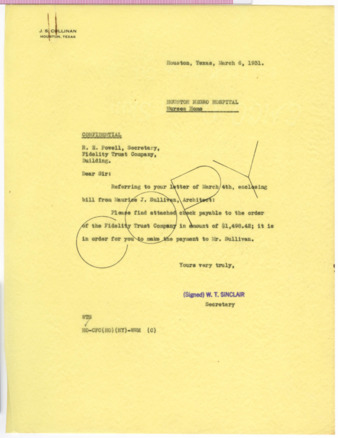 J. S. CULLINAN
HOUSTON, TEXAS
Houston, Texas, March 6, 1931.
HOUSTON NEGRO HOSPITAL
Nurses Home
CONFIDENTIAL
Secretary,
Fidelity Trust Company,
Building.
Dear Sir:
Referring to your letter of March 4th, enclosing
bill from Maurice J. Sullivan, Architect:
Please find attached check payable to the order
of the Fidelity Trust Company in amount of $1,498.42; it is
in order for you to make the payment to Mr. Sullivan.
Yours very truly,
(Signed) W. T. SINCLAIR
Secretary
WTS
COPY